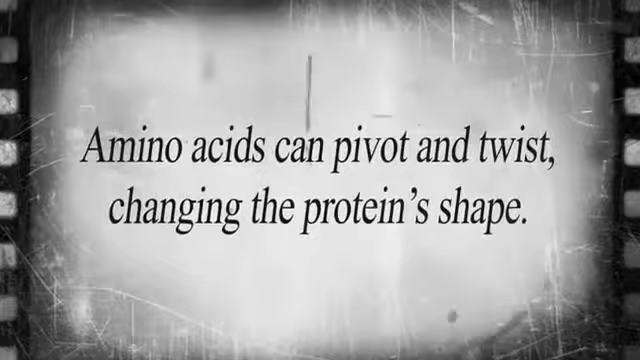 Amino acids can pivot and twist,
changing the protein's shape.